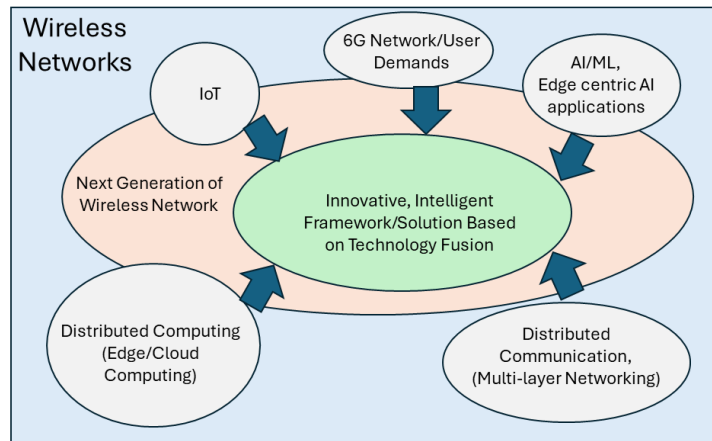 Wireless
Networks
6G Network/User
Demands
AI/ML,
Edge centric AI
applications
IoT
Next Generation of
Wireless Network
Innovative, Intelligent
Framework/Solution Based
on Technology Fusion
Distributed Computing
(Edge/Cloud
Computing)
Distributed
Communication,
(Multi-layer Networking)